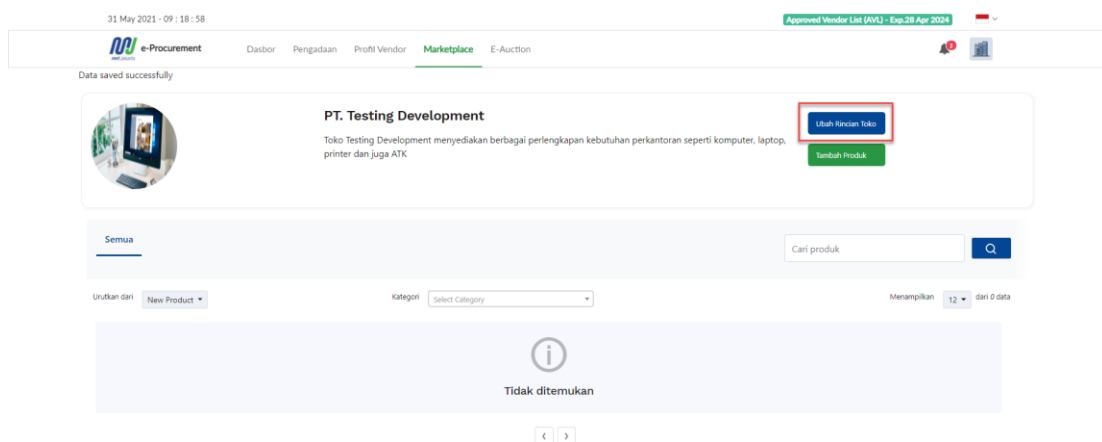 31 May 2021 - 09 : 18 : 58
Approved Vendor List (AVL) - Exp.28 Apr 2024
e-Procurement
Dasbor
Pengadaan
Profil Vendor
Marketplace
E-Auction
Data saved successfully
PT. Testing Development
Toko Testing Development menyediakan berbagai perlengkapan kebutuhan perkantoran seperti komputer, laptop,
printer dan juga ATK
Ubah Rincian Toko
Tambah Produk
Semua
Cari produk
Urutkan dari
New Product
Kategori
Select Category
Menampilkan
12
dari 0 data
Tidak ditemukan